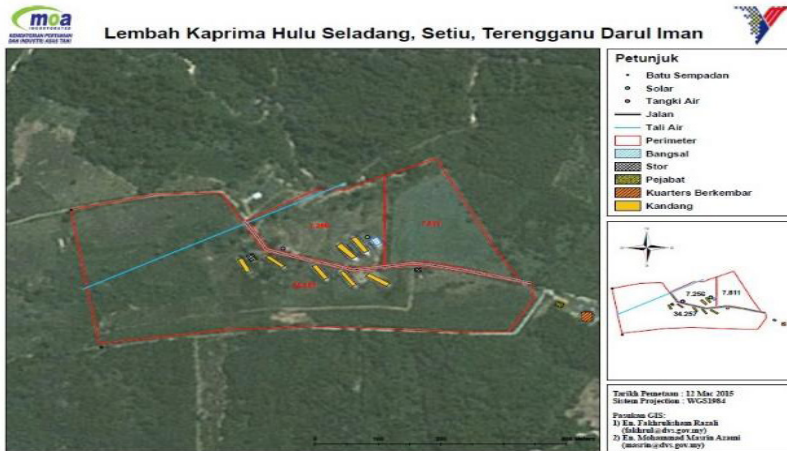 moa
INCORPORATED
KEMENTERIAN PERTANIAN
DAN INDUSTRI ASAS TANI
Lembah Kaprima Hulu Seladang, Setiu, Terengganu Darul Iman
Petunjuk
Batu Sempadan
Solar
Tangki Air
Jalan
Tali Air
Perimeter
Bangsal
Stor
Pejabat
Kuarters Berkembar
Kandang
7.256
7.811
34.257
Tarikh Pemetaan : 12 Mac 2015
Sistem Projection : WGS1984
Pasukan GIS:
1) En. Fakhrulisham Razali
(fakhrul@dvs.gov.my)
2) En. Mohammad Masrin Azami
(masrin@dvs.gov.my)